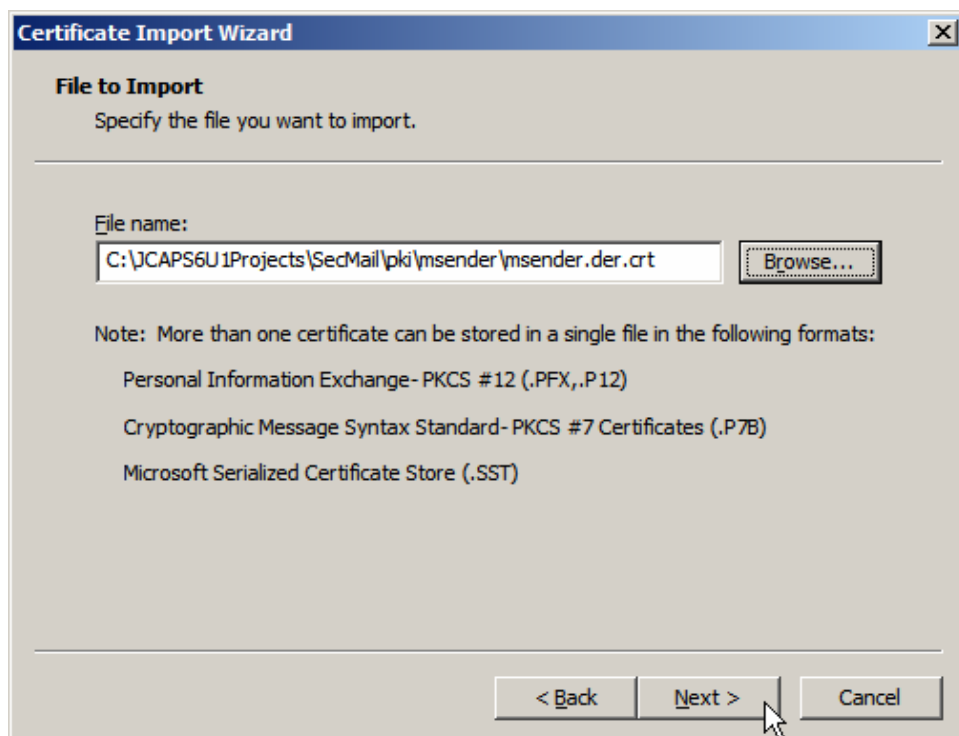 Certificate Import Wizard
File to Import
Specify the file you want to import.
File name:
C:\JCAPS6U1Projects\SecMail\pki\msender\msender.der.crt
Browse...
Note: More than one certificate can be stored in a single file in the following formats:
Personal Information Exchange- PKCS #12 (.PFX,.P12)
Cryptographic Message Syntax Standard- PKCS #7 Certificates (.P7B)
Microsoft Serialized Certificate Store (.SST)
< Back
Next >
Cancel